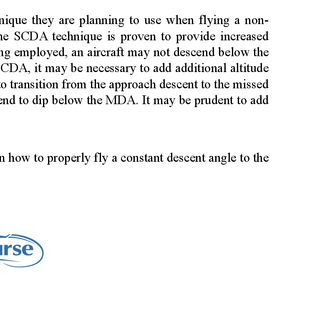 nique they are planning to use when flying a non-
he SCDA technique is proven to provide increased
ng employed, an aircraft may not descend below the
CDA, it may be necessary to add additional altitude
o transition from the approach descent to the missed
end to dip below the MDA. It may be prudent to add
n how to properly fly a constant descent angle to the
urse